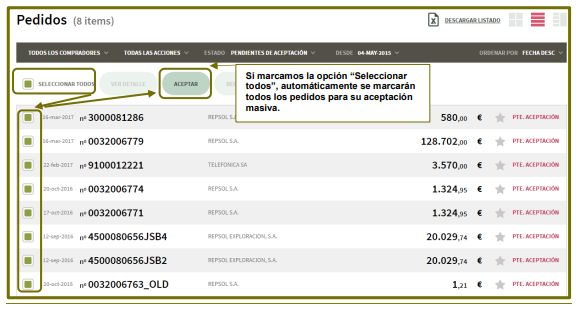 Pedidos (8 items)
DESCARGAR LISTADO
TODOS LOS COMPRADORES TODAS LAS ACCIONES ESTADO PENDIENTES DE ACEPTACIÓN DESDE 04-MAY-2015 ORDENAR POR FECHA DESC
SELECCIONAR TODOS VER DETALLE ACEPTAR
Si marcamos la opción “Seleccionar
todos”, automáticamente se marcarán
todos los pedidos para su aceptación
masiva.
16-mar-2017 nº 3000081286 REPSOL S.A. 580,00 € PTE. ACEPTACIÓN
16-mar-2017 nº 0032006779 REPSOL S.A. 128.702,00 € PTE. ACEPTACIÓN
22-feb-2017 nº 9100012221 TELEFONICA SA 3.570,00 € PTE. ACEPTACIÓN
20-oct-2016 nº 0032006774 REPSOL S.A. 1.324,95 € PTE. ACEPTACIÓN
17-oct-2016 nº 0032006771 REPSOL S.A. 1.324,95 € PTE. ACEPTACIÓN
12-sep-2016 nº 4500080656JSB4 REPSOL EXPLORACION, S.A. 20.029,74 € PTE. ACEPTACIÓN
12-sep-2016 nº 4500080656JSB2 REPSOL EXPLORACION, S.A. 20.029,74 € PTE. ACEPTACIÓN
20-oct-2015 nº 0032006763_OLD REPSOL S.A. 1,21 € PTE. ACEPTACIÓN